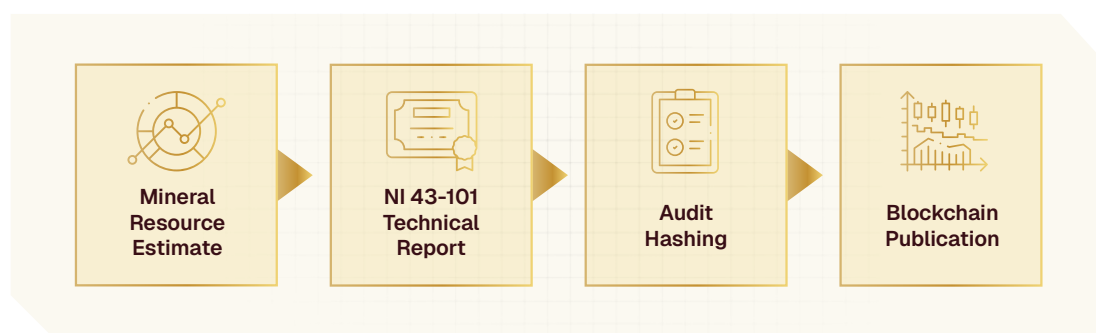 Mineral
Resource
Estimate
NI 43-101
Technical
Report
Audit
Hashing
Blockchain
Publication